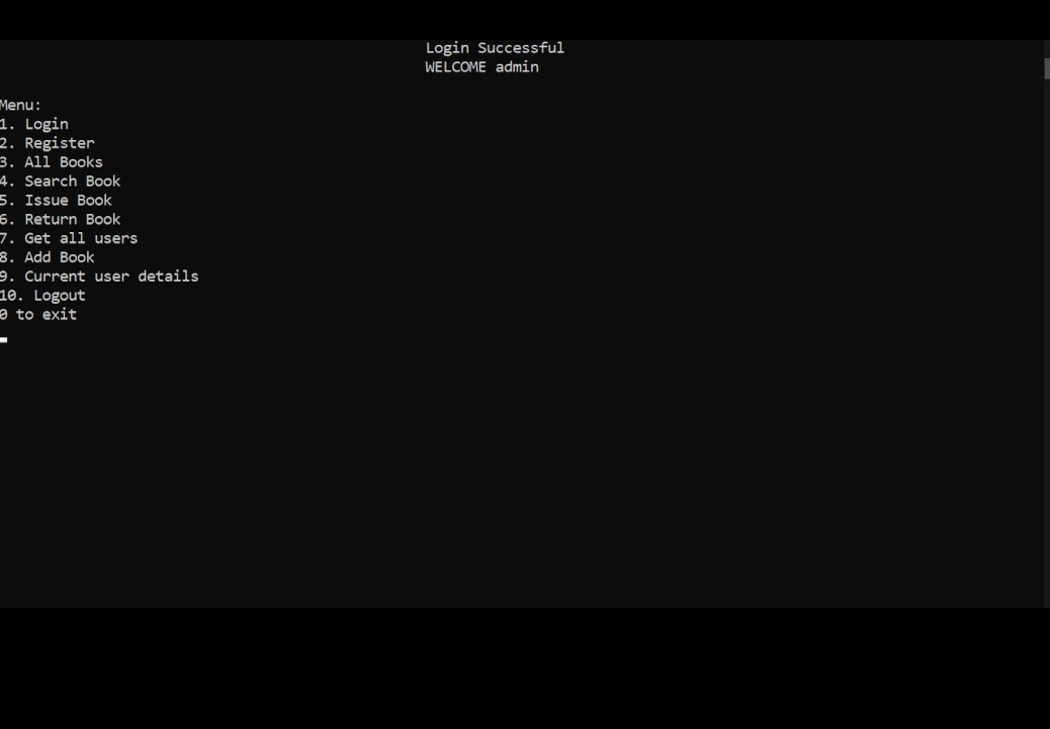 Login Successful
WELCOME admin
Menu:
1. Login
2. Register
3. All Books
4. Search Book
5. Issue Book
6. Return Book
7. Get all users
8. Add Book
9. Current user details
10. Logout
0 to exit